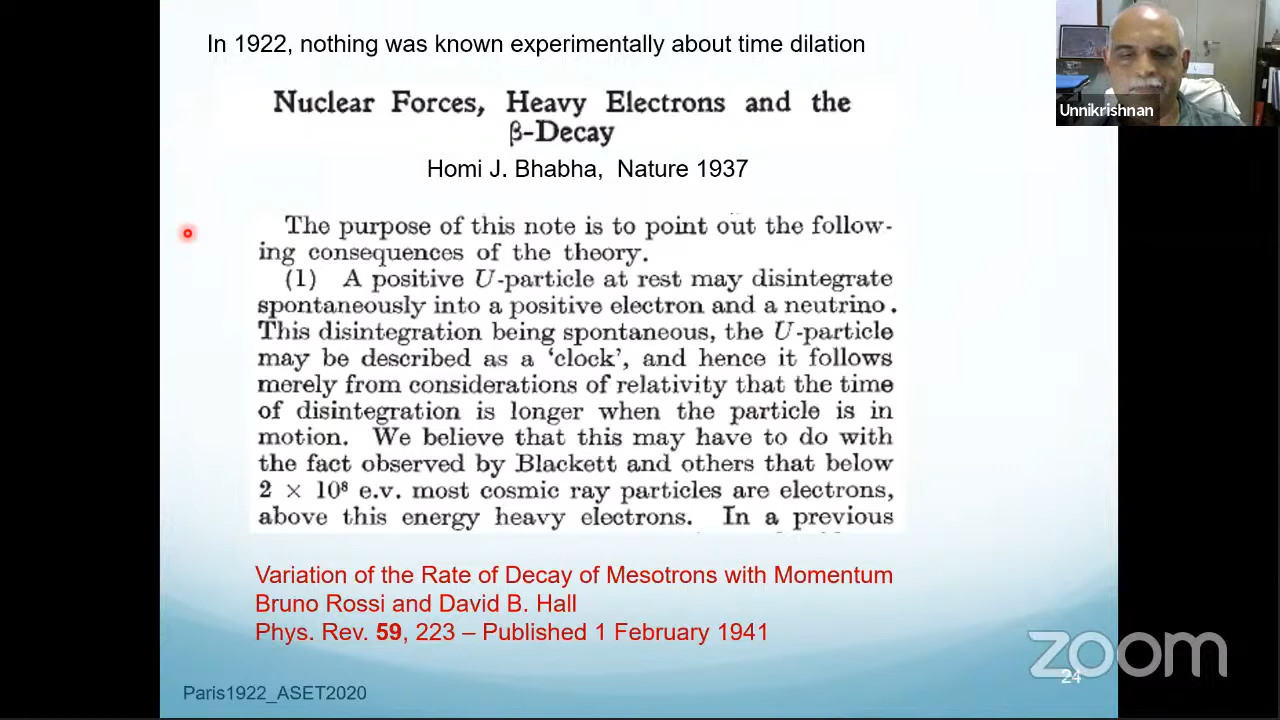 In 1922, nothing was known experimentally about time dilation
Nuclear Forces, Heavy Electrons and the
β-Decay
Homi J. Bhabha, Nature 1937
The purpose of this note is to point out the follow-
ing consequences of the theory.
(1) A positive U-particle at rest may disintegrate
spontaneously into a positive electron and a neutrino.
This disintegration being spontaneous, the U-particle
may be described as a ‘clock’, and hence it follows
merely from considerations of relativity that the time
of disintegration is longer when the particle is in
motion. We believe that this may have to do with
the fact observed by Blackett and others that below
2 × 10⁸ e.v. most cosmic ray particles are electrons,
above this energy heavy electrons. In a previous
Variation of the Rate of Decay of Mesotrons with Momentum
Bruno Rossi and David B. Hall
Phys. Rev. 59, 223 – Published 1 February 1941
Paris1922_ASET2020
24
zoom
Unnikrishnan